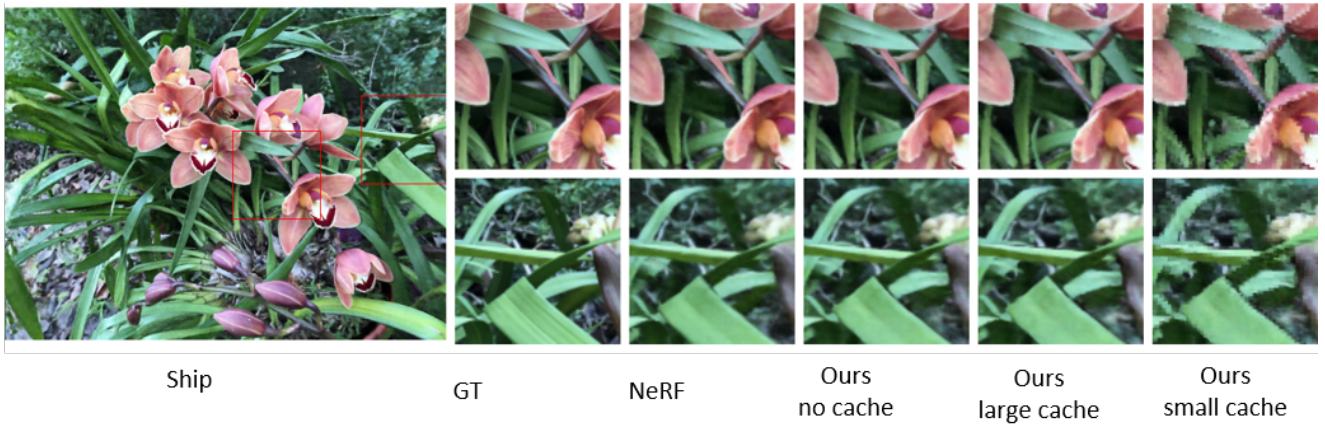 Ship
GT
NeRF
Ours
no cache
Ours
large cache
Ours
small cache